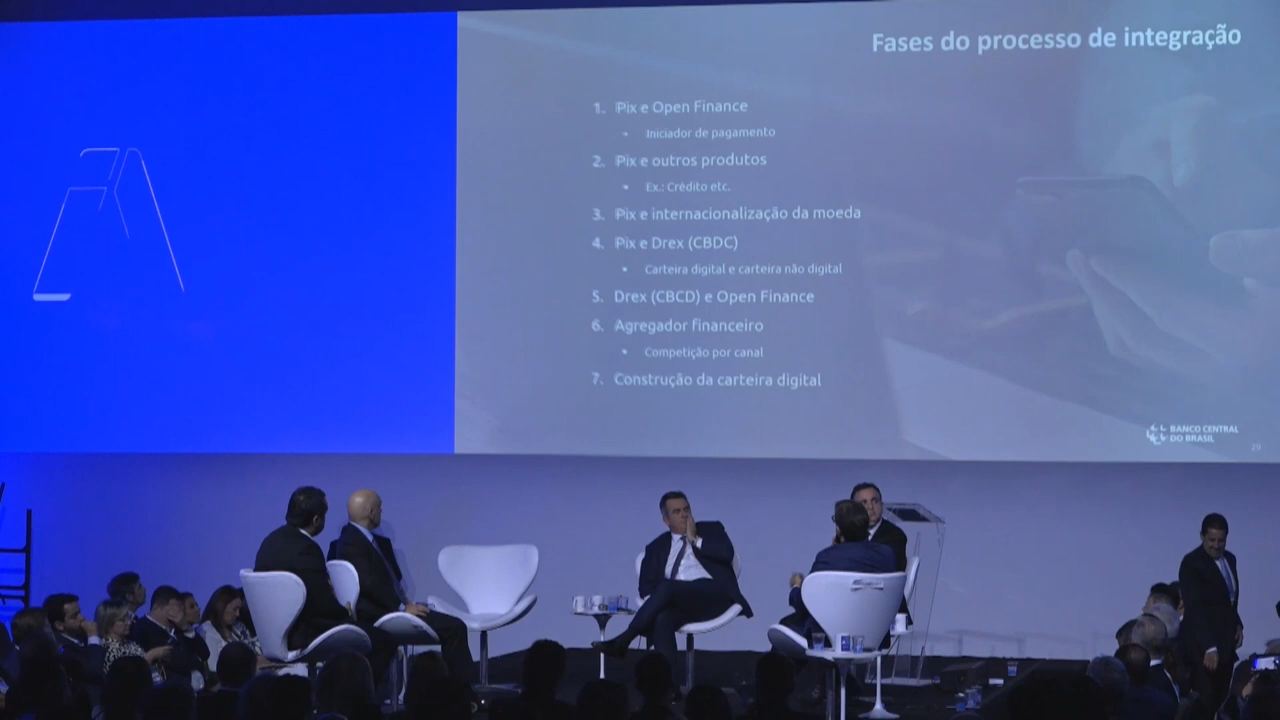 Fases do processo de integração
1. Pix e Open Finance
• Iniciador de pagamento
2. Pix e outros produtos
• Ex.: Crédito etc.
3. Pix e internacionalização da moeda
4. Pix e Drex (CBDC)
• Carteira digital e carteira não digital
5. Drex (CBCD) e Open Finance
6. Agregador financeiro
• Competição por canal
7. Construção da carteira digital
BANCO CENTRAL
DO BRASIL
29